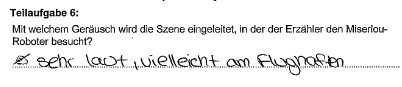 Teilaufgabe 6:
Mit welchem Geräusch wird die Szene eingeleitet, in der der Erzähler den Miserlou-
Roboter besucht?
sehr laut, vielleicht am Flughafen